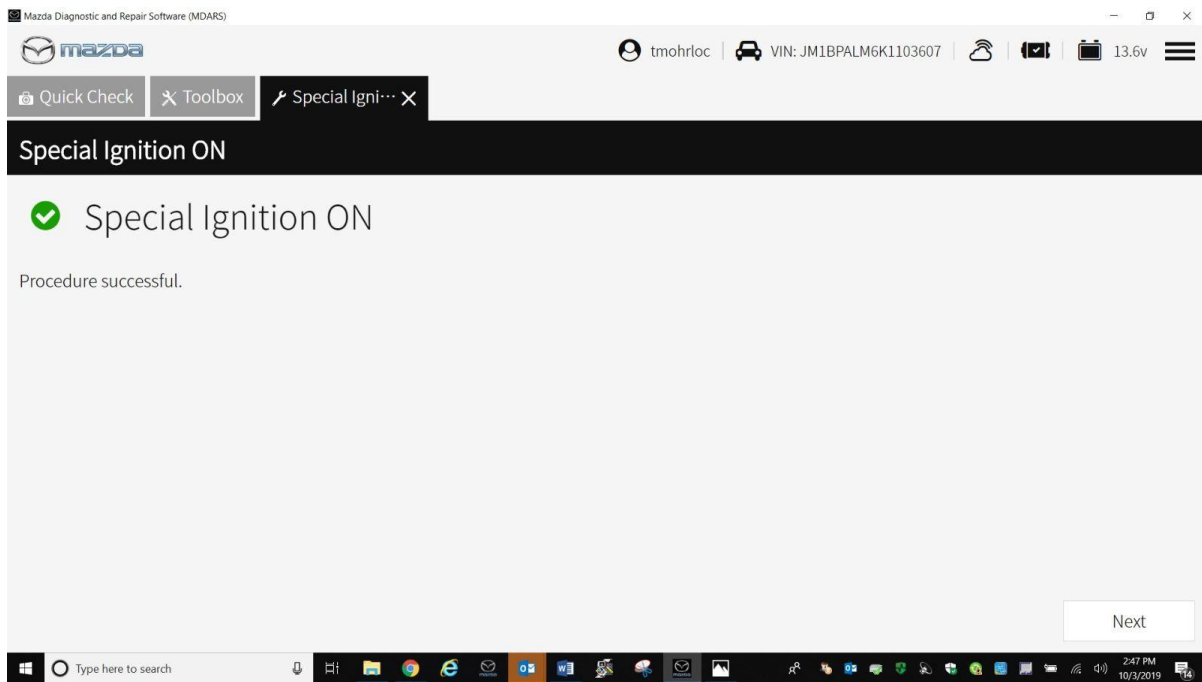 Mazda Diagnostic and Repair Software (MDARS)
mazda
tmohrloc
VIN: JM1BPALM6K1103607
13.6v
Quick Check
Toolbox
Special Igni···
Special Ignition ON
Special Ignition ON
Procedure successful.
Next
Type here to search
2:47 PM
10/3/2019
14